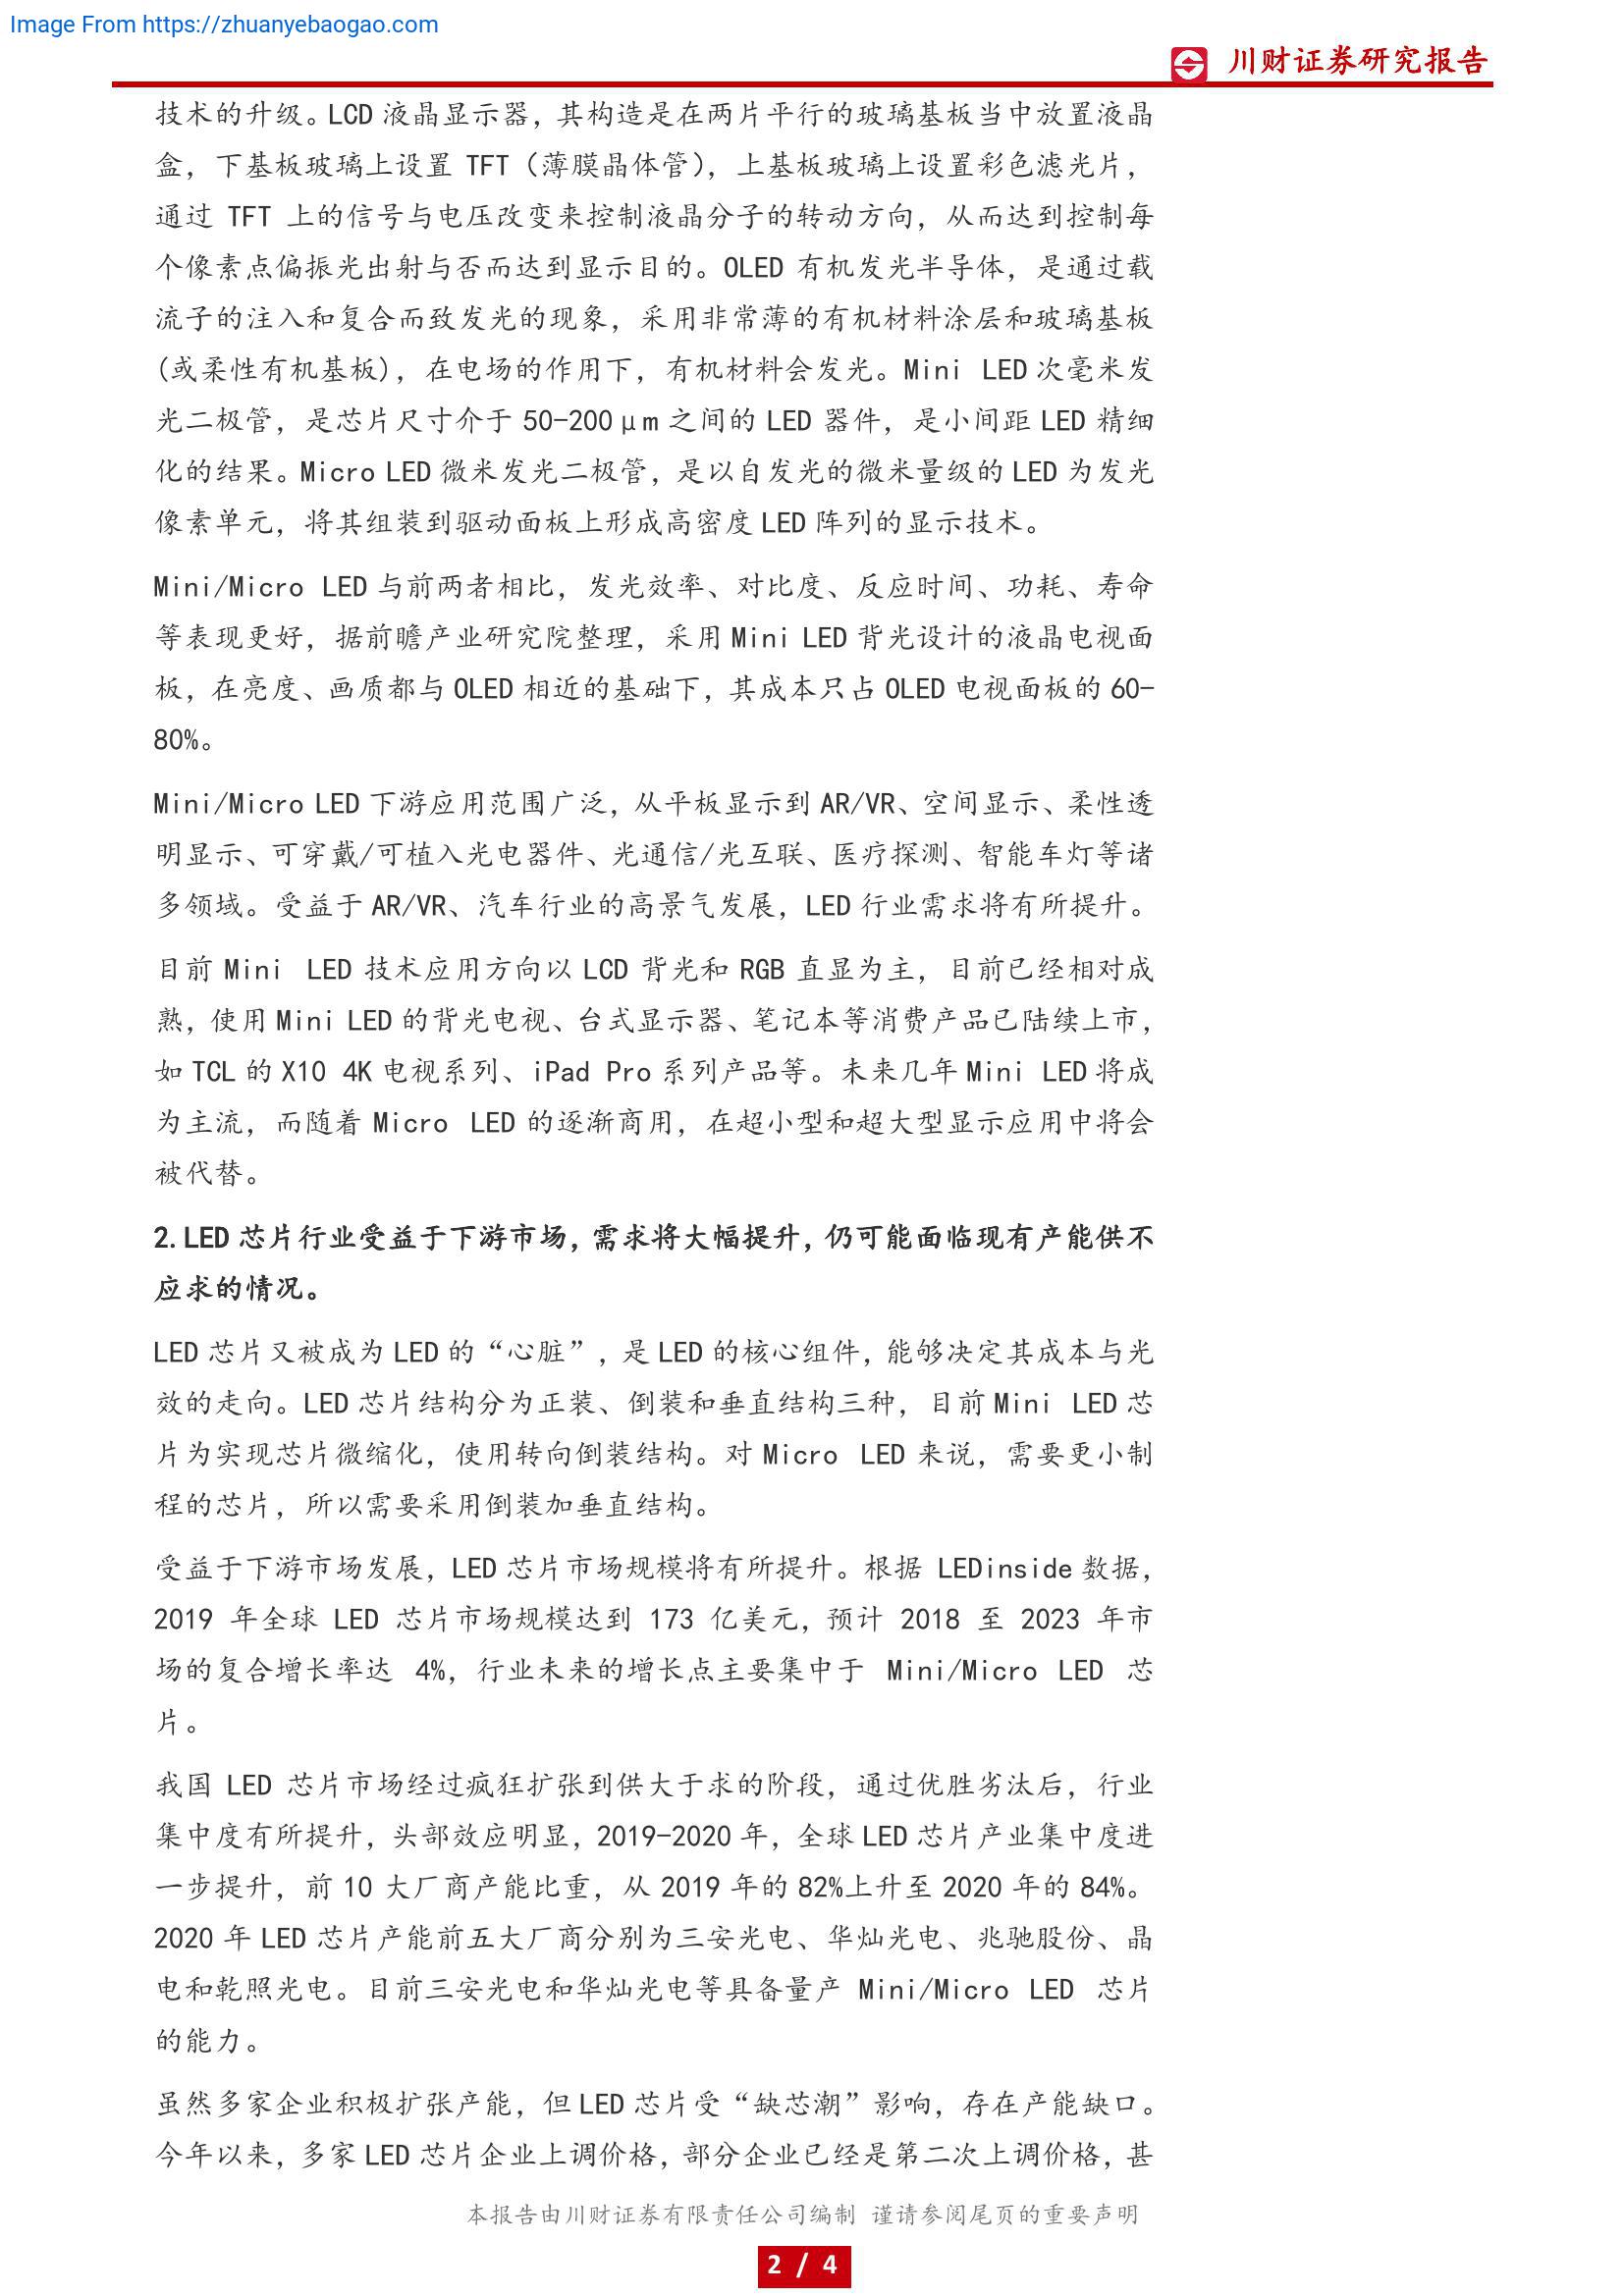 Image From https://zhuanyebaogao.com
川财证券研究报告
技术的升级。LCD 液晶显示器，其构造是在两片平行的玻璃基板当中放置液晶
盒，下基板玻璃上设置 TFT（薄膜晶体管），上基板玻璃上设置彩色滤光片，
通过 TFT 上的信号与电压改变来控制液晶分子的转动方向，从而达到控制每
个像素点偏振光出射与否而达到显示目的。OLED 有机发光半导体，是通过载
流子的注入和复合而致发光的现象，采用非常薄的有机材料涂层和玻璃基板
(或柔性有机基板)，在电场的作用下，有机材料会发光。Mini LED 次毫米发
光二极管，是芯片尺寸介于 50-200μm 之间的 LED 器件，是小间距 LED 精细
化的结果。Micro LED 微米发光二极管，是以自发光的微米量级的 LED 为发光
像素单元，将其组装到驱动面板上形成高密度 LED 阵列的显示技术。
Mini/Micro LED 与前两者相比，发光效率、对比度、反应时间、功耗、寿命
等表现更好，据前瞻产业研究院整理，采用 Mini LED 背光设计的液晶电视面
板，在亮度、画质都与 OLED 相近的基础下，其成本只占 OLED 电视面板的 60-
80%。
Mini/Micro LED 下游应用范围广泛，从平板显示到 AR/VR、空间显示、柔性透
明显示、可穿戴/可植入光电器件、光通信/光互联、医疗探测、智能车灯等诸
多领域。受益于 AR/VR、汽车行业的高景气发展，LED 行业需求将有所提升。
目前 Mini LED 技术应用方向以 LCD 背光和 RGB 直显为主，目前已经相对成
熟，使用 Mini LED 的背光电视、台式显示器、笔记本等消费产品已陆续上市，
如 TCL 的 X10 4K 电视系列、iPad Pro 系列产品等。未来几年 Mini LED 将成
为主流，而随着 Micro LED 的逐渐商用，在超小型和超大型显示应用中将会
被代替。
2.LED 芯片行业受益于下游市场，需求将大幅提升，仍可能面临现有产能供不
应求的情况。
LED 芯片又被成为 LED 的“心脏”，是 LED 的核心组件，能够决定其成本与光
效的走向。LED 芯片结构分为正装、倒装和垂直结构三种，目前 Mini LED 芯
片为实现芯片微缩化，使用转向倒装结构。对 Micro LED 来说，需要更小制
程的芯片，所以需要采用倒装加垂直结构。
受益于下游市场发展，LED 芯片市场规模将有所提升。根据 LEDinside 数据，
2019 年全球 LED 芯片市场规模达到 173 亿美元，预计 2018 至 2023 年市
场的复合增长率达 4%，行业未来的增长点主要集中于 Mini/Micro LED 芯
片。
我国 LED 芯片市场经过疯狂扩张到供大于求的阶段，通过优胜劣汰后，行业
集中度有所提升，头部效应明显，2019-2020 年，全球 LED 芯片产业集中度进
一步提升，前 10 大厂商产能比重，从 2019 年的 82%上升至 2020 年的 84%。
2020 年 LED 芯片产能前五大厂商分别为三安光电、华灿光电、兆驰股份、晶
电和乾照光电。目前三安光电和华灿光电等具备量产 Mini/Micro LED 芯片
的能力。
虽然多家企业积极扩张产能，但 LED 芯片受“缺芯潮”影响，存在产能缺口。
今年以来，多家 LED 芯片企业上调价格，部分企业已经是第二次上调价格，甚
本报告由川财证券有限责任公司编制 谨请参阅尾页的重要声明
2 / 4